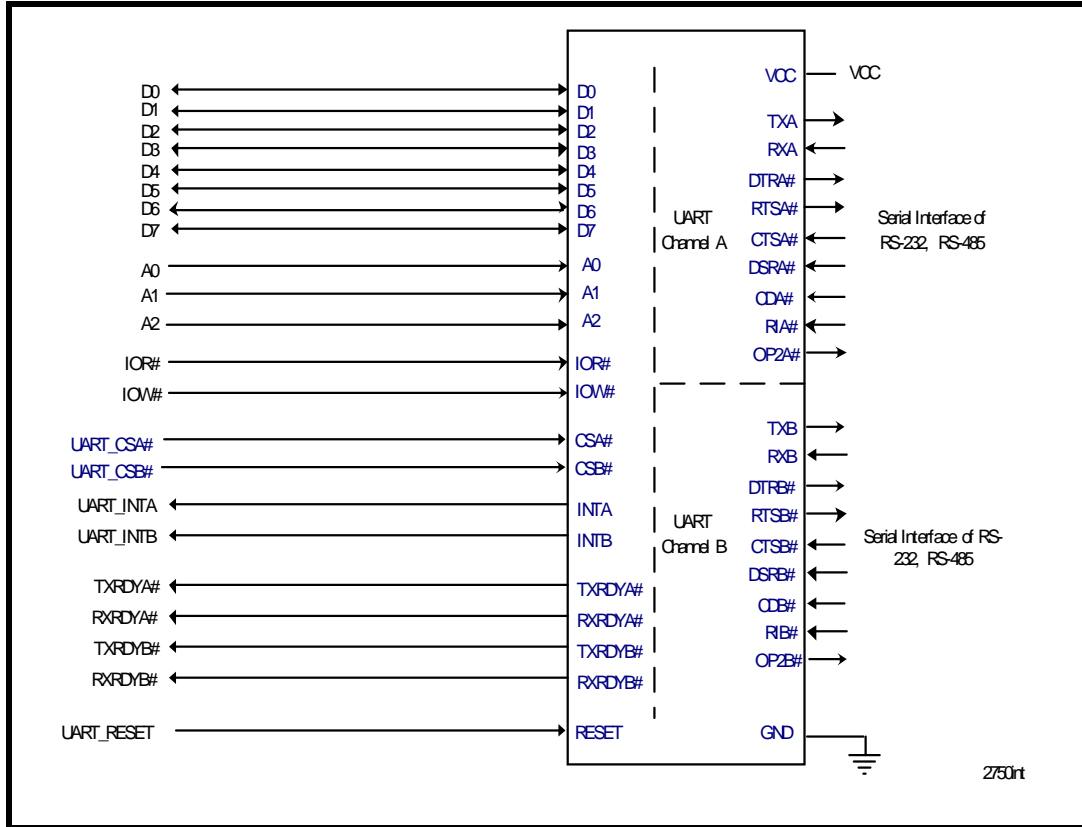 VCC VCC
D0 D0
D1 D1
D2 D2
D3 D3
D4 D4
D5 D5
D6 D6
D7 D7
A0 A0
A1 A1
A2 A2
IOR# IOR#
IOW# IOW#
UART_CSA# CSA#
UART_CSB# CSB#
UART_INTA INTA
UART_INTB INTB
TXRDYA# TXRDYA#
RXRDYA# RXRDYA#
TXRDYB# TXRDYB#
RXRDYB# RXRDYB#
UART_RESET RESET
UART
Channel A
TXA
RXA
DTRA#
RTSA#
CTSA#
DSRA#
CDA#
RIA#
OP2A#
Serial Interface of
RS-232, RS-485
UART
Channel B
TXB
RXB
DTRB#
RTSB#
CTSB#
DSRB#
CDB#
RIB#
OP2B#
Serial Interface of RS-
232, RS-485
GND
2750int